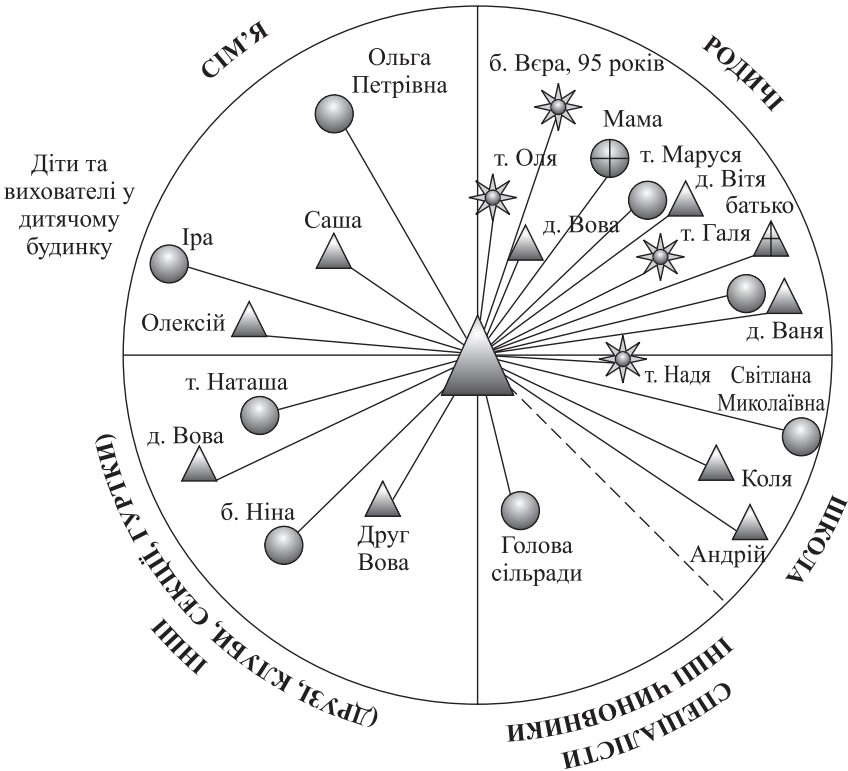 СІМ’Я
РОДИЧІ
Ольга
Петрівна
б. Вєра, 95 років
Мама
т. Оля
т. Маруся
д. Вітя
батько
Діти та
вихователі у
дитячому
будинку
Іра
Саша
д. Вова
т. Галя
Олексій
д. Ваня
т. Наташа
т. Надя
Світлана
Миколаївна
д. Вова
Коля
б. Ніна
Друг
Вова
Голова
сільради
Андрій
ШКОЛА
ІНШІ
(ДРУЗІ, КЛУБИ, СЕКЦІЇ, ГУРТКИ)
СПЕЦІАЛІСТИ
ІНШІ ЧИНОВНИКИ